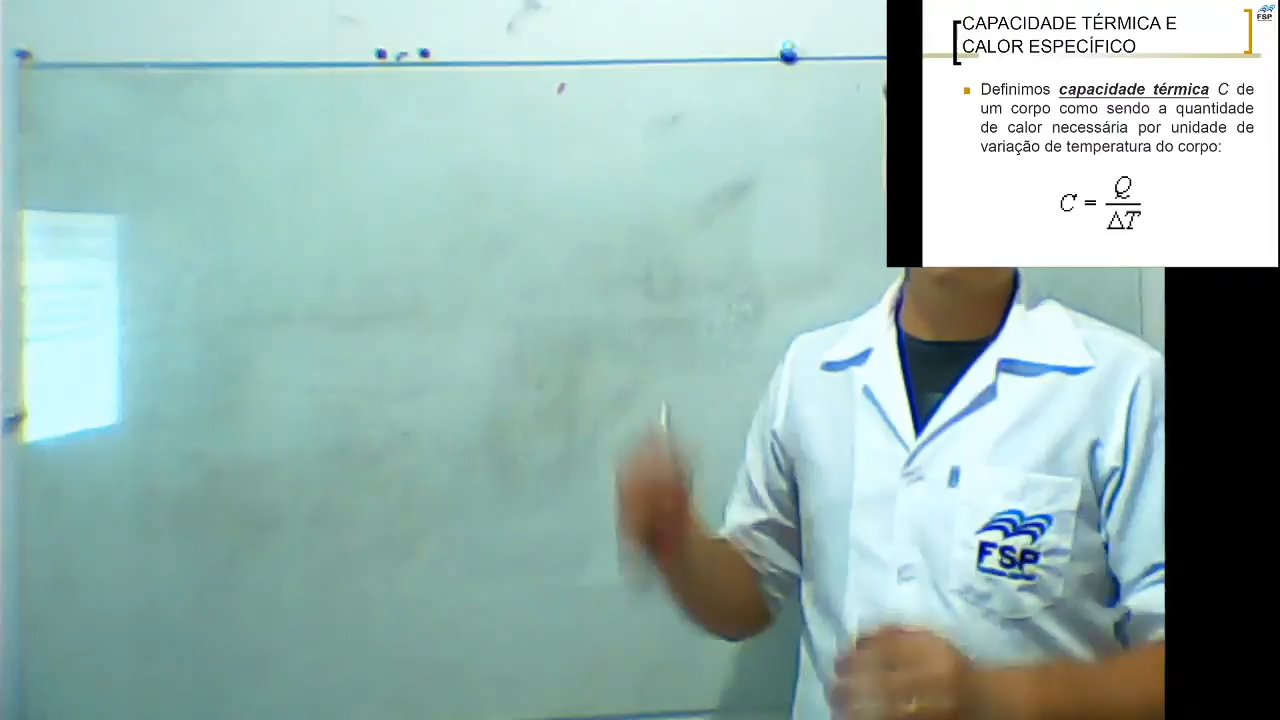 CAPACIDADE TÉRMICA E
CALOR ESPECÍFICO
FSP
Definimos capacidade térmica C de
um corpo como sendo a quantidade
de calor necessária por unidade de
variação de temperatura do corpo:
C = Q / ΔT
FSP